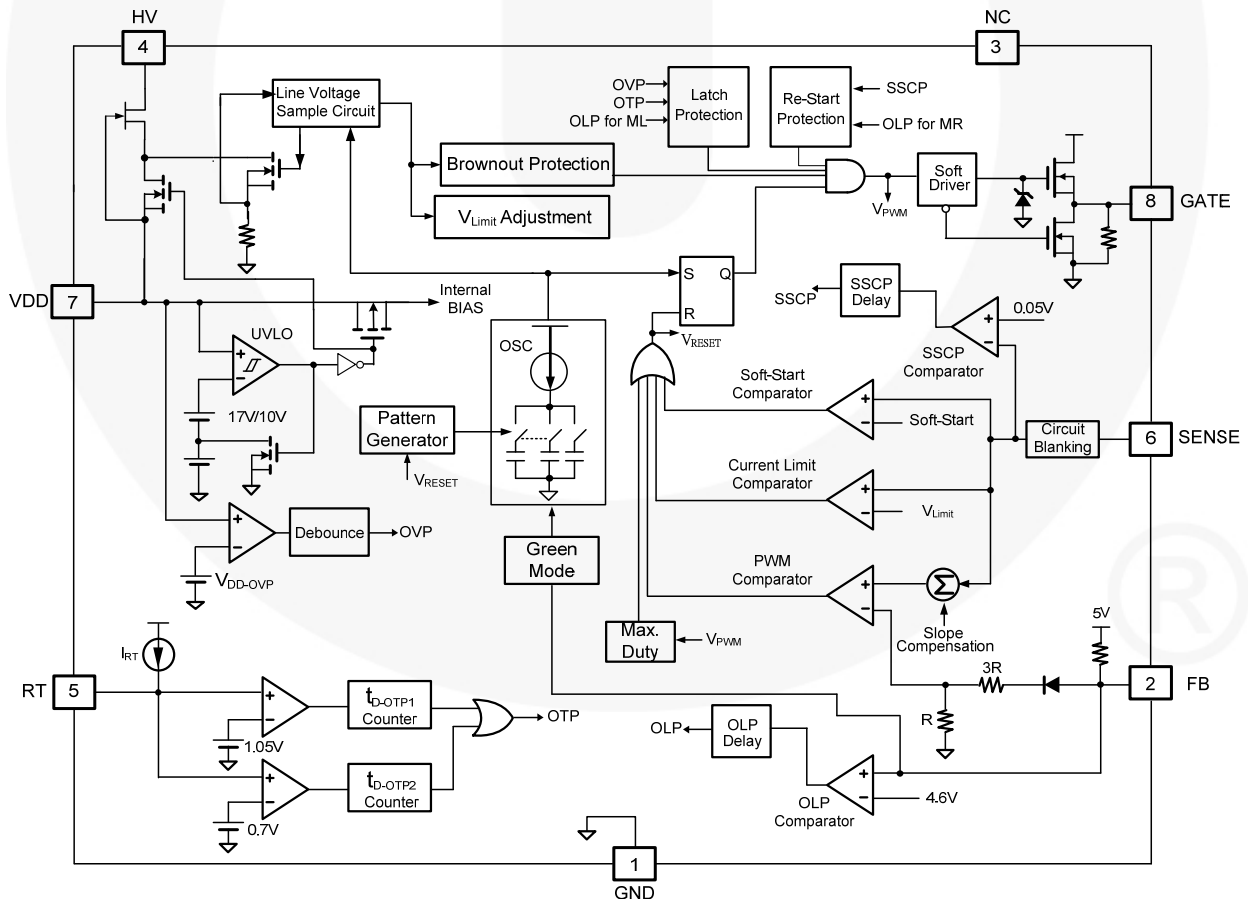 HV
NC
4
3
Line Voltage
Sample Circuit
OVP
OTP
OLP for ML
Latch
Protection
Re-Start
Protection
SSCP
OLP for MR
Brownout Protection
VLimit Adjustment
VPWM
Soft
Driver
8
GATE
VDD
7
Internal
BIAS
S
Q
R
VRESET
SSCP
SSCP
Delay
0.05V
+
−
SSCP
Comparator
UVLO
+
−
17V/10V
OSC
Pattern
Generator
VRESET
Soft-Start
Comparator
+
−
Soft-Start
Circuit
Blanking
6
SENSE
Current Limit
Comparator
+
−
VLimit
+
−
Debounce
OVP
VDD-OVP
Green
Mode
PWM
Comparator
+
−
Σ
Slope
Compensation
Max.
Duty
VPWM
5V
IRT
RT
5
3R
2
FB
R
+
−
1.05V
tD-OTP1
Counter
OTP
OLP
OLP
Delay
+
−
0.7V
tD-OTP2
Counter
+
−
4.6V
OLP
Comparator
1
GND
®